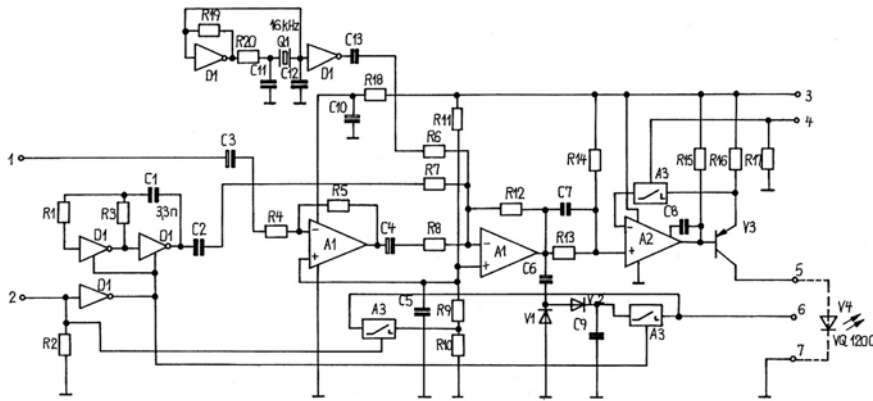 R19
16 kHz
R20
Q1
C13
D1
C11
C12
D1
R18
3
C10
R11
4
C3
R6
R14
R15
R16
R17
1
C1
R7
A3
R1
R3
3,3n
C2
R5
R12
C7
C8
V3
D1
D1
R4
A1
C4
R8
A1
R13
A2
C6
5
2
D1
A3
C5
R9
V1
V2
C9
A3
6
V4
R2
R10
7
VQ 1200